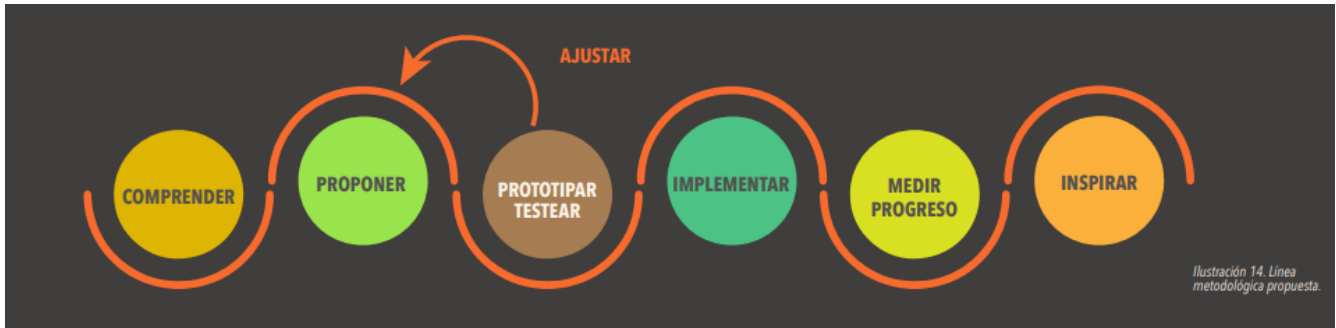 AJUSTAR
COMPRENDER
PROPONER
PROTOTIPAR
TESTEAR
IMPLEMENTAR
MEDIR
PROGRESO
INSPIRAR
Ilustración 14. Línea
metodológica propuesta.